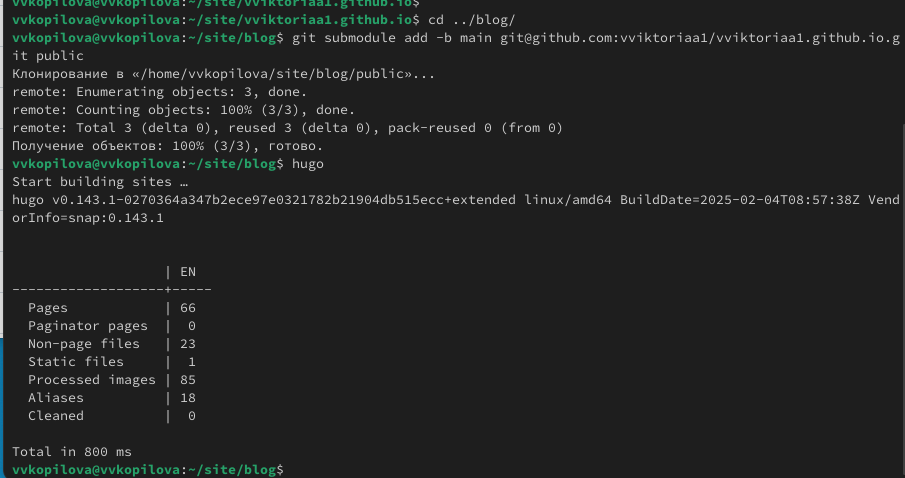 vvkopilova@vvkopilova:~/site/vviktoriaa1.github.io$
vvkopilova@vvkopilova:~/site/vviktoriaa1.github.io$ cd ../blog/
vvkopilova@vvkopilova:~/site/blog$ git submodule add -b main git@github.com:vviktoriaa1/vviktoriaa1.github.io.g
it public
Клонирование в «/home/vvkopilova/site/blog/public»...
remote: Enumerating objects: 3, done.
remote: Counting objects: 100% (3/3), done.
remote: Total 3 (delta 0), reused 3 (delta 0), pack-reused 0 (from 0)
Получение объектов: 100% (3/3), готово.
vvkopilova@vvkopilova:~/site/blog$ hugo
Start building sites …
hugo v0.143.1-0270364a347b2ece97e0321782b21904db515ecc+extended linux/amd64 BuildDate=2025-02-04T08:57:38Z Vend
orInfo=snap:0.143.1
                   | EN
-------------------+-----
  Pages            | 66
  Paginator pages  |  0
  Non-page files   | 23
  Static files     |  1
  Processed images | 85
  Aliases          | 18
  Cleaned          |  0
Total in 800 ms
vvkopilova@vvkopilova:~/site/blog$